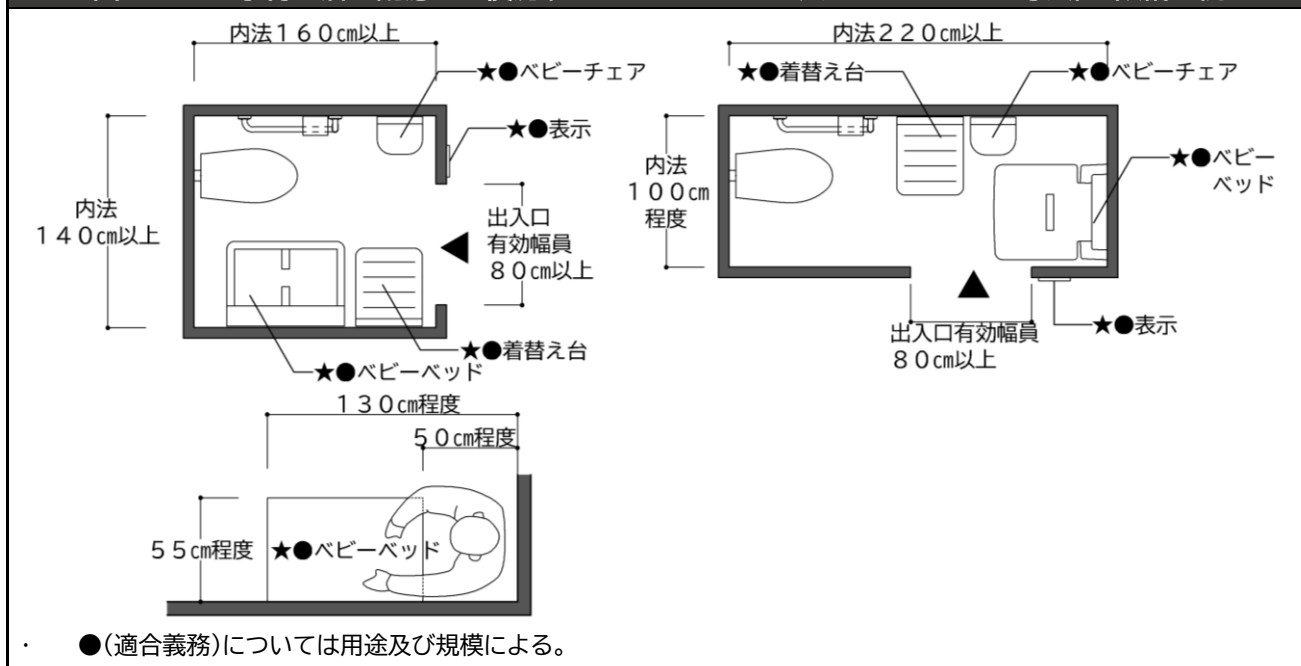 内法１６０㎝以上
★●ベビーチェア
★●表示
内法
１４０㎝以上
出入口
有効幅員
８０㎝以上
★●着替え台
★●ベビーベッド
内法２２０㎝以上
★●着替え台
★●ベビーチェア
内法
１００㎝
程度
★●ベビー
ベッド
★●表示
出入口有効幅員
８０㎝以上
１３０㎝程度
５０㎝程度
５５㎝程度
★●ベビーベッド
・ ●(適合義務)については用途及び規模による。